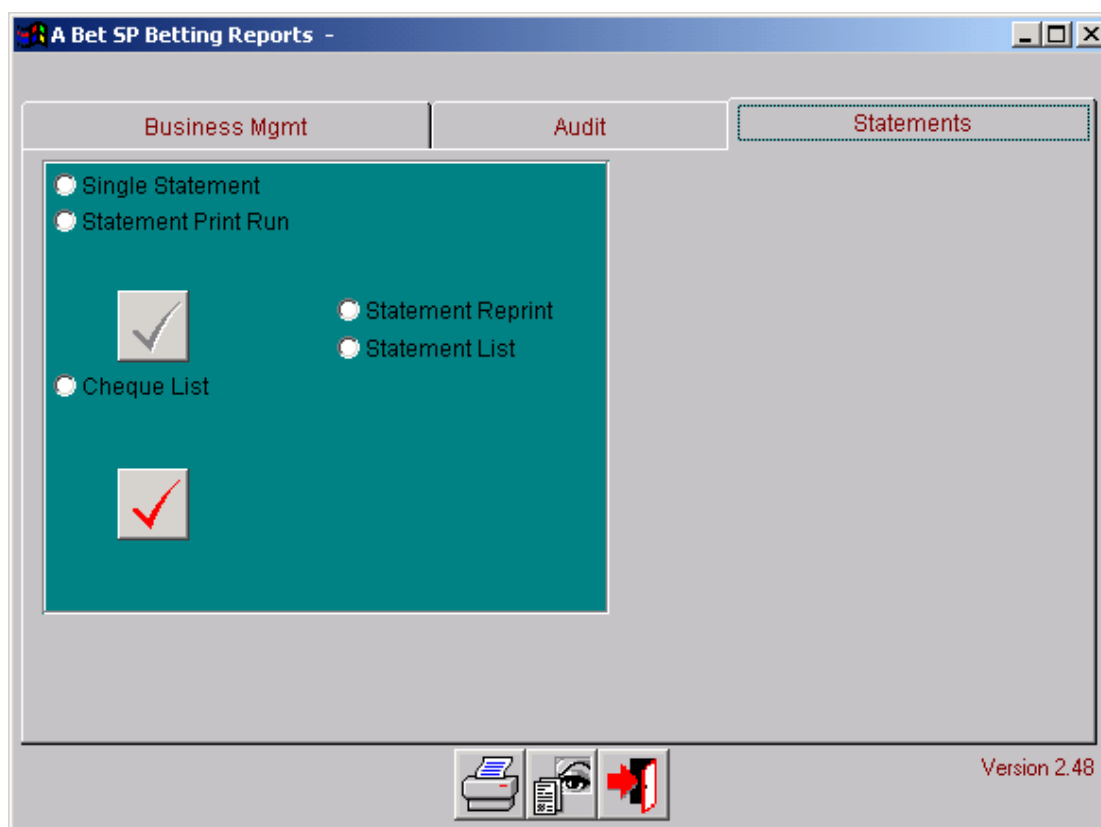 A Bet SP Betting Reports -
Business Mgmt
Audit
Statements
Single Statement
Statement Print Run
Statement Reprint
Statement List
Cheque List
Version 2.48